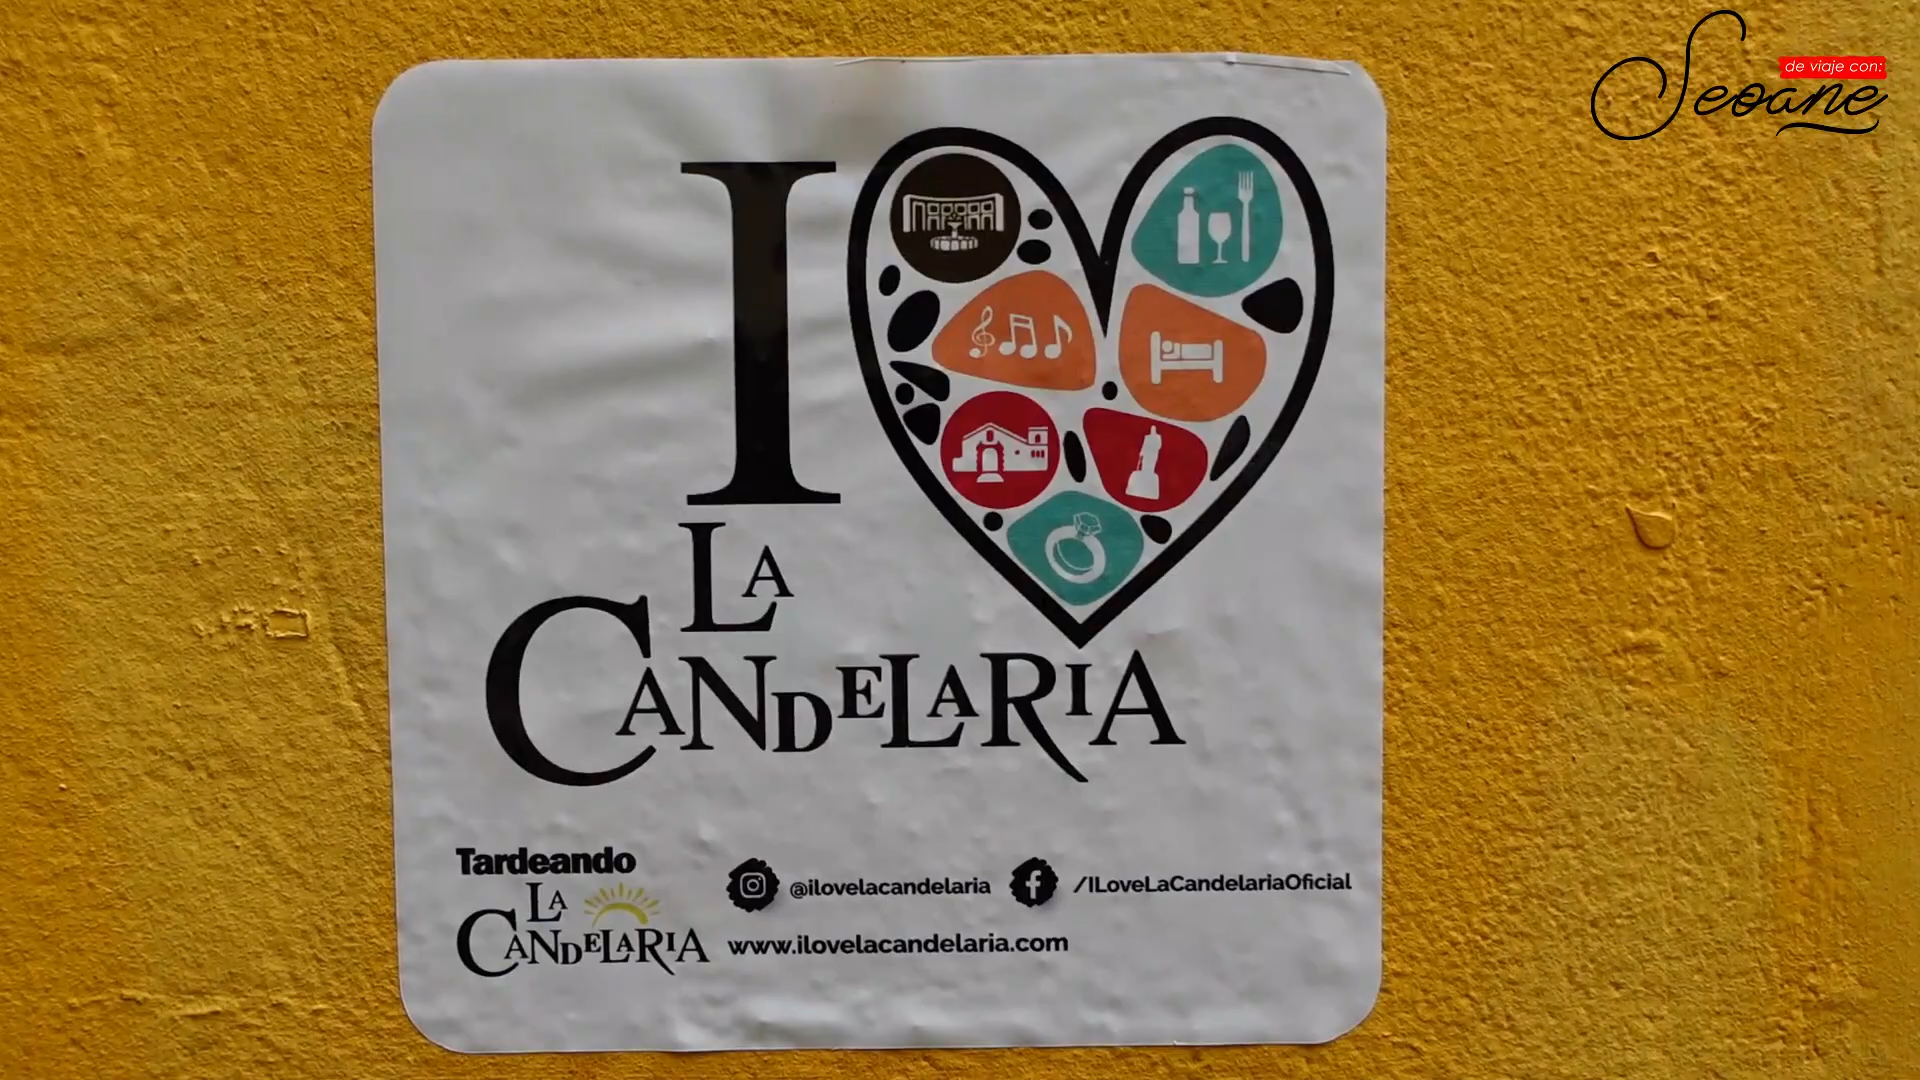 de viaje con:
Seoane
I
LA
CANDELARIA
Tardeando
LA
CANDELARIA
@ilovelacandelaria
/ILoveLaCandelariaOficial
www.ilovelacandelaria.com